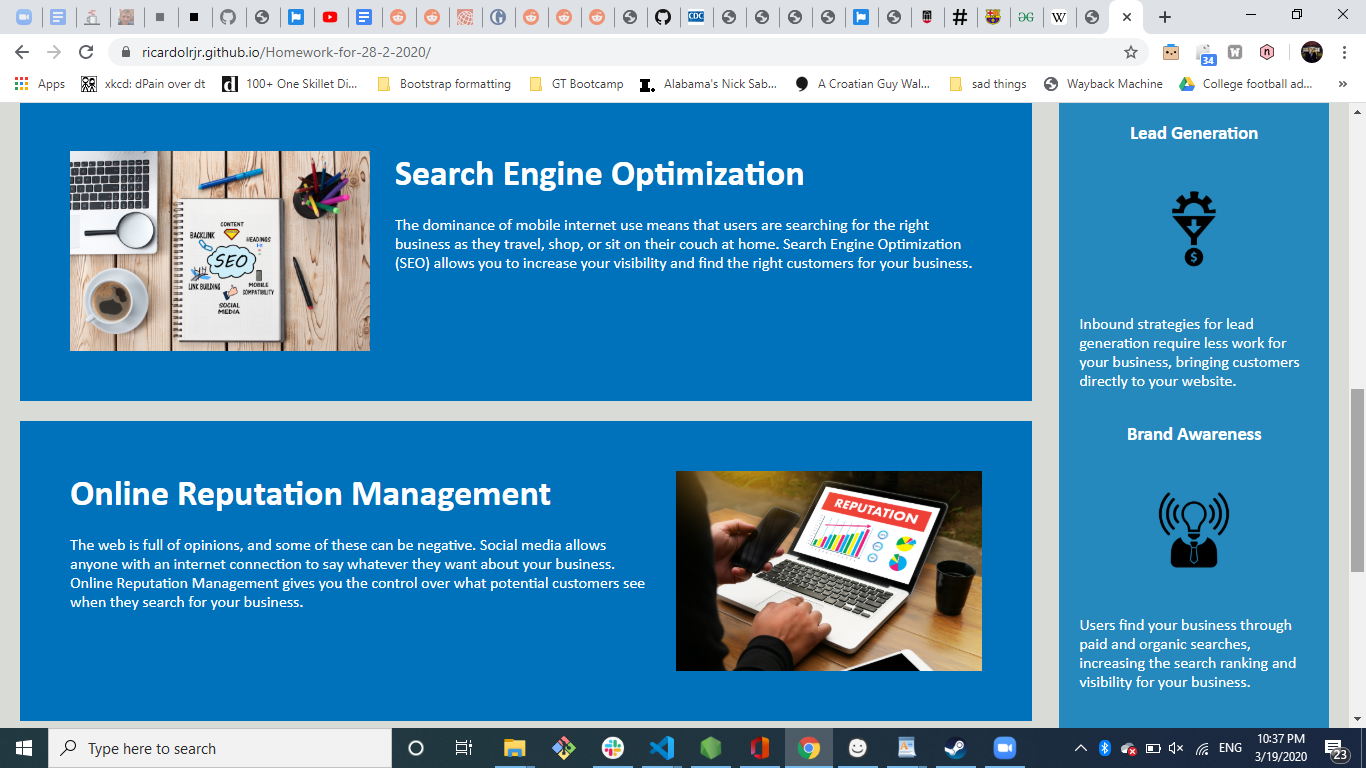 CDC
GG
W
ricardolrjr.github.io/Homework-for-28-2-2020/
34
W
n
Apps
xkcd: dPain over dt
100+ One Skillet Di...
Bootstrap formatting
GT Bootcamp
Alabama's Nick Sab...
A Croatian Guy Wal...
sad things
Wayback Machine
College football ad...
Search Engine Optimization
The dominance of mobile internet use means that users are searching for the right
business as they travel, shop, or sit on their couch at home. Search Engine Optimization
(SEO) allows you to increase your visibility and find the right customers for your business.
CONTENT
BACKLINK
HEADINGS
SEO
LINK BUILDING
MOBILE
COMPATIBILITY
SOCIAL
MEDIA
Online Reputation Management
The web is full of opinions, and some of these can be negative. Social media allows
anyone with an internet connection to say whatever they want about your business.
Online Reputation Management gives you the control over what potential customers see
when they search for your business.
REPUTATION
Lead Generation
$
Inbound strategies for lead
generation require less work for
your business, bringing customers
directly to your website.
Brand Awareness
Users find your business through
paid and organic searches,
increasing the search ranking and
visibility for your business.
Type here to search
ENG
10:37 PM
3/19/2020
23